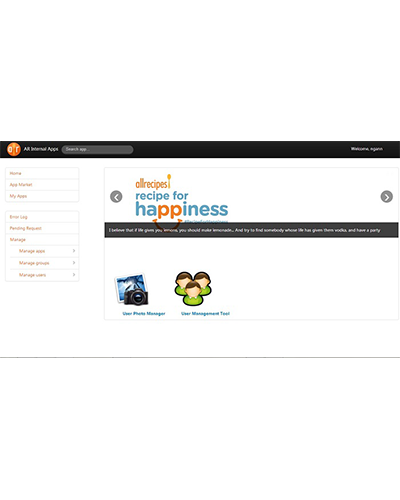 ar AR Internal Apps Search app... Welcome, ngann
Home
App Market
My Apps
Error Log
Pending Request
Manage
Manage apps
Manage groups
Manage users
allrecipes
recipe for
happiness
I believe that if life gives you lemons, you should make lemonade... And try to find somebody whose life has given them vodka, and have a party
User Photo Manager User Management Tool